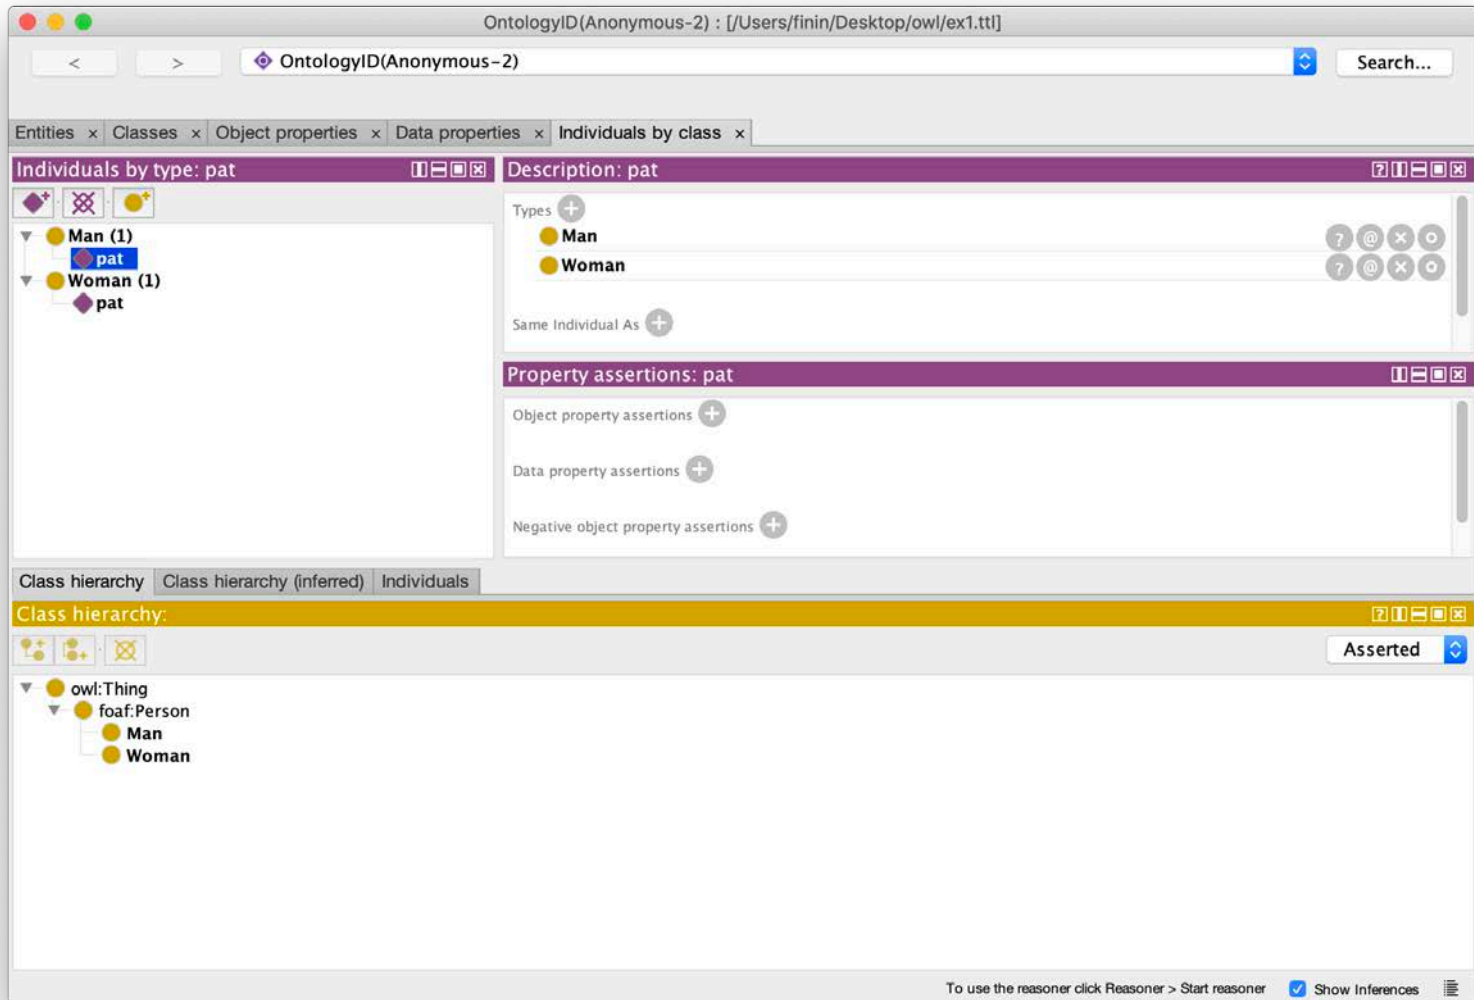 OntologyID(Anonymous-2) : [/Users/finin/Desktop/owl/ex1.ttl]
< > OntologyID(Anonymous-2) Search...
Entities × Classes × Object properties × Data properties × Individuals by class ×
Individuals by type: pat
Man (1)
pat
Woman (1)
pat
Description: pat
Types
Man
Woman
Same Individual As
Property assertions: pat
Object property assertions
Data property assertions
Negative object property assertions
Class hierarchy Class hierarchy (inferred) Individuals
Class hierarchy:
Asserted
owl:Thing
foaf:Person
Man
Woman
To use the reasoner click Reasoner > Start reasoner Show Inferences